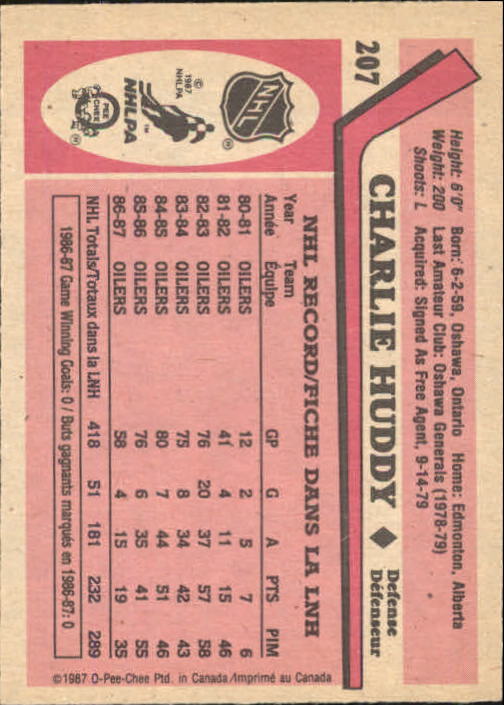 207
Height: 6'0" Born: 6-2-59, Oshawa, Ontario Home: Edmonton, Alberta
Weight: 200 Last Amateur Club: Oshawa Generals (1978-79)
Shoots: L Acquired: Signed As Free Agent, 9-14-79
CHARLIE HUDDY ◆ Defense
Défenseur
NHL
®
© 1987 NHLPA
NHLPA
™
O PEE CHEE
®
NHL RECORD/FICHE DANS LA LNH
Year Team GP G A PTS PIM
Année Équipe
80-81 OILERS 12 2 5 7 6
81-82 OILERS 41 4 11 15 46
82-83 OILERS 76 20 37 57 58
83-84 OILERS 75 8 34 42 43
84-85 OILERS 80 7 44 51 46
85-86 OILERS 76 6 35 41 55
86-87 OILERS 58 4 15 19 35
NHL Totals/Totaux dans la LNH 418 51 181 232 289
1986-87 Game Winning Goals: 0 / Buts gagnants marqués en 1986-87: 0
©1987 O-Pee-Chee Ptd. in Canada/Imprimé au Canada